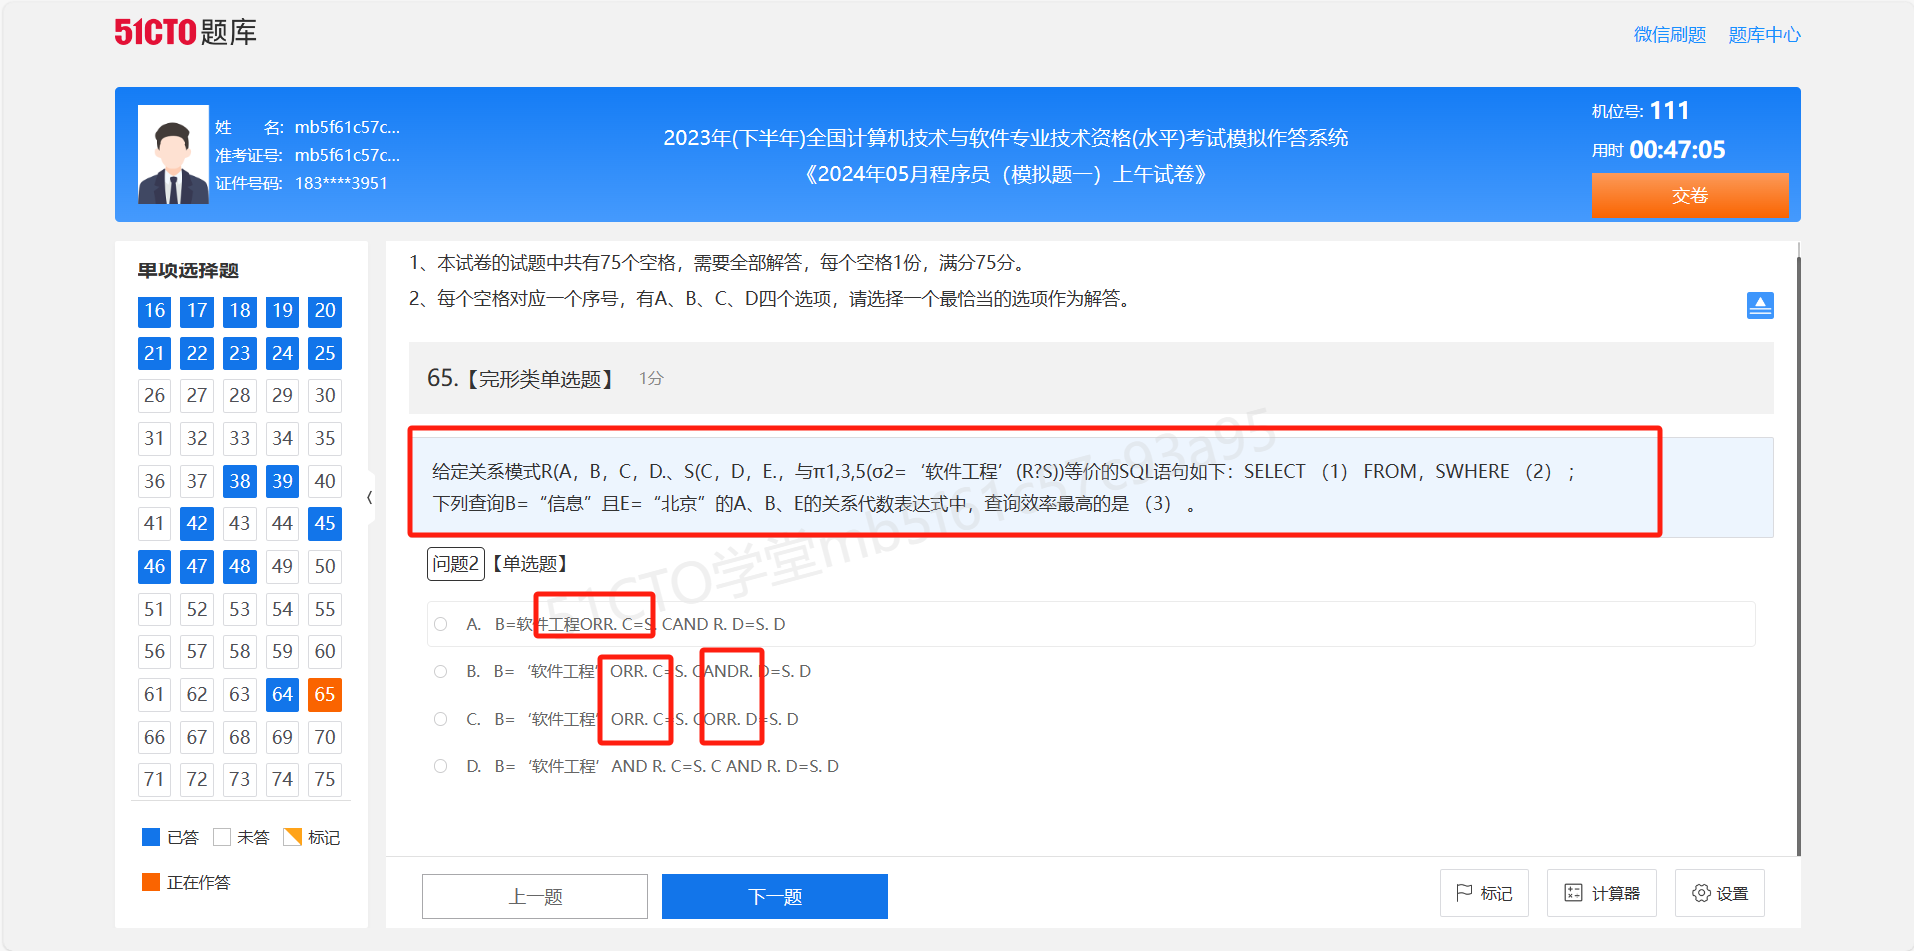 51CTO题库
微信刷题 题库中心
姓 名: mb5f61c57c...
准考证号: mb5f61c57c...
证件号码: 183****3951
2023年(下半年)全国计算机技术与软件专业技术资格(水平)考试模拟作答系统
《2024年05月程序员（模拟题一）上午试卷》
机位号: 111
用时 00:47:05
交卷
单项选择题
16 17 18 19 20
21 22 23 24 25
26 27 28 29 30
31 32 33 34 35
36 37 38 39 40
41 42 43 44 45
46 47 48 49 50
51 52 53 54 55
56 57 58 59 60
61 62 63 64 65
66 67 68 69 70
71 72 73 74 75
已答 未答 标记
正在作答
1、本试卷的试题中共有75个空格，需要全部解答，每个空格1份，满分75分。
2、每个空格对应一个序号，有A、B、C、D四个选项，请选择一个最恰当的选项作为解答。
65.【完形类单选题】 1分
给定关系模式R(A，B，C，D.、S(C，D，E.，与π1,3,5(σ2=‘软件工程’(R?S))等价的SQL语句如下：SELECT （1） FROM，SWHERE （2） ；
下列查询B=“信息”且E=“北京”的A、B、E的关系代数表达式中，查询效率最高的是 （3） 。
51CTO学堂mb5f61c57c93a95
问题2【单选题】
A. B=软件工程ORR. C=S. CAND R. D=S. D
B. B=‘软件工程’ORR. C=S. CANDR. D=S. D
C. B=‘软件工程’ORR. C=S. CORR. D=S. D
D. B=‘软件工程’AND R. C=S. C AND R. D=S. D
上一题 下一题
标记 计算器 设置